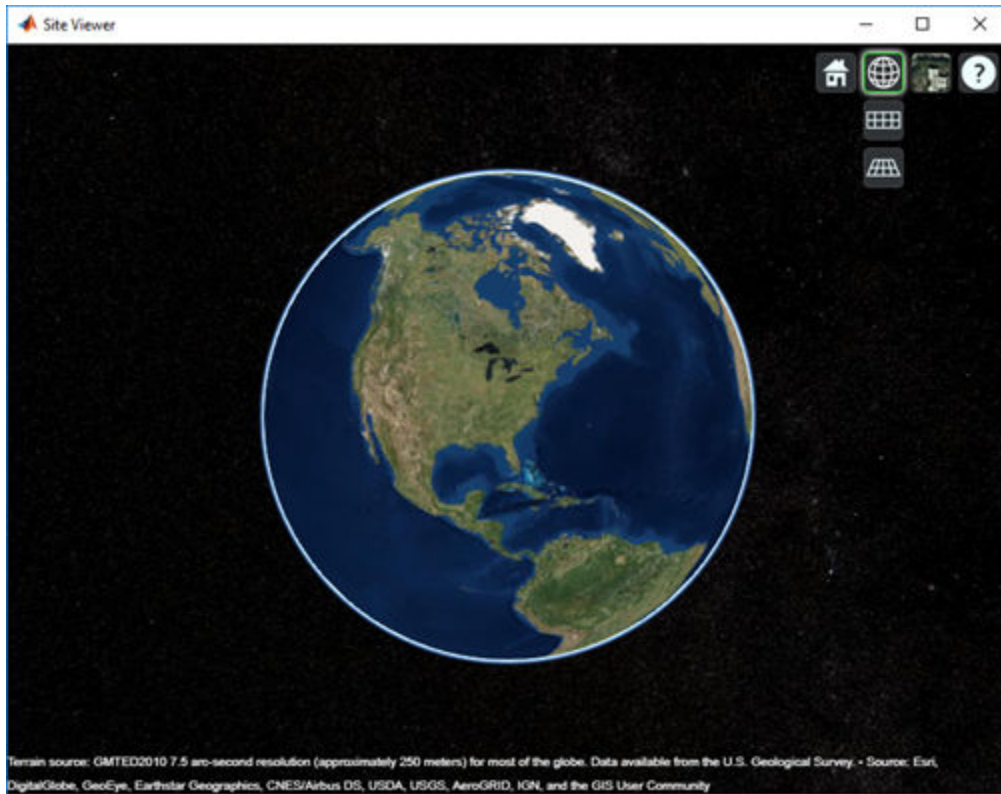 Site Viewer
?
Terrain source: GMTED2010 7.5 arc-second resolution (approximately 250 meters) for most of the globe. Data available from the U.S. Geological Survey. • Source: Esri,
DigitalGlobe, GeoEye, Earthstar Geographics, CNES/Airbus DS, USDA, USGS, AeroGRID, IGN, and the GIS User Community